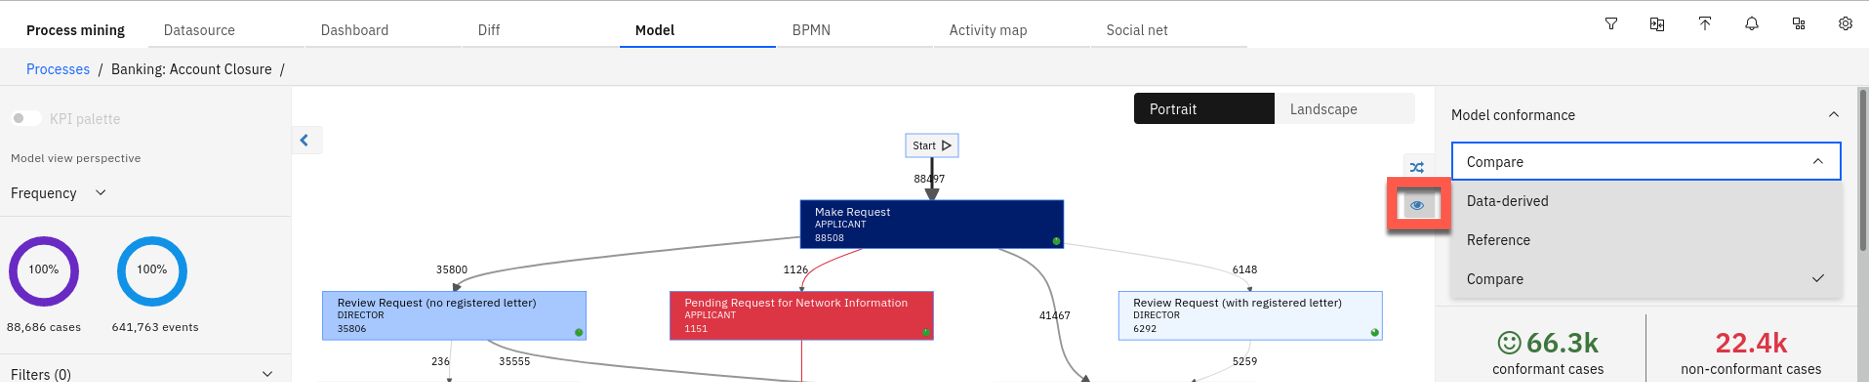 Process mining
Datasource
Dashboard
Diff
Model
BPMN
Activity map
Social net
Processes / Banking: Account Closure /
KPI palette
Model view perspective
Frequency
100%
100%
88,686 cases
641,763 events
Filters (0)
Portrait
Landscape
Start
88497
Make Request
APPLICANT
88508
35800
1126
6148
Review Request (no registered letter)
DIRECTOR
35806
Pending Request for Network Information
APPLICANT
1151
41467
Review Request (with registered letter)
DIRECTOR
6292
236
35555
5259
Model conformance
Compare
Data-derived
Reference
Compare
66.3k
conformant cases
22.4k
non-conformant cases